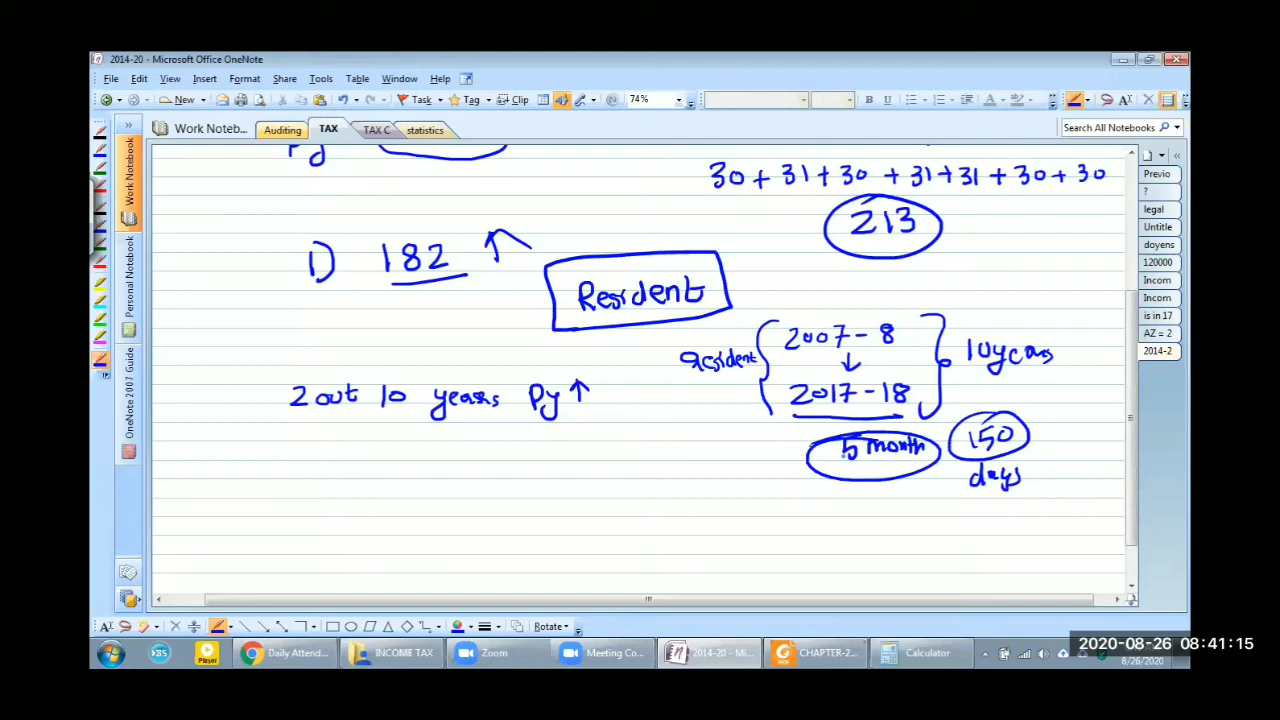 2014-20 - Microsoft Office OneNote
File Edit View Insert Format Share Tools Table Window Help
New Task Tag Clip 74%
Work Noteb... Auditing TAX TAX C statistics Search All Notebooks
Work Notebook
Personal Notebook
OneNote 2007 Guide
Py
30 + 31 + 30 + 31 + 31 + 30 + 30
213
1) 182
Resident
Resident 2007 - 8 10 years
2017 - 18
2 out 10 years Py
5 month 150
days
Previo
?
legal
Untitle
doyens
120000
Incom
Incom
is in 17
AZ = 2
2014-2
Rotate
Player
Daily Attend...
INCOME TAX
Zoom
Meeting Co...
2014-20 - Mi...
CHAPTER-2...
Calculator
2020-08-26 08:41:15
8/26/2020